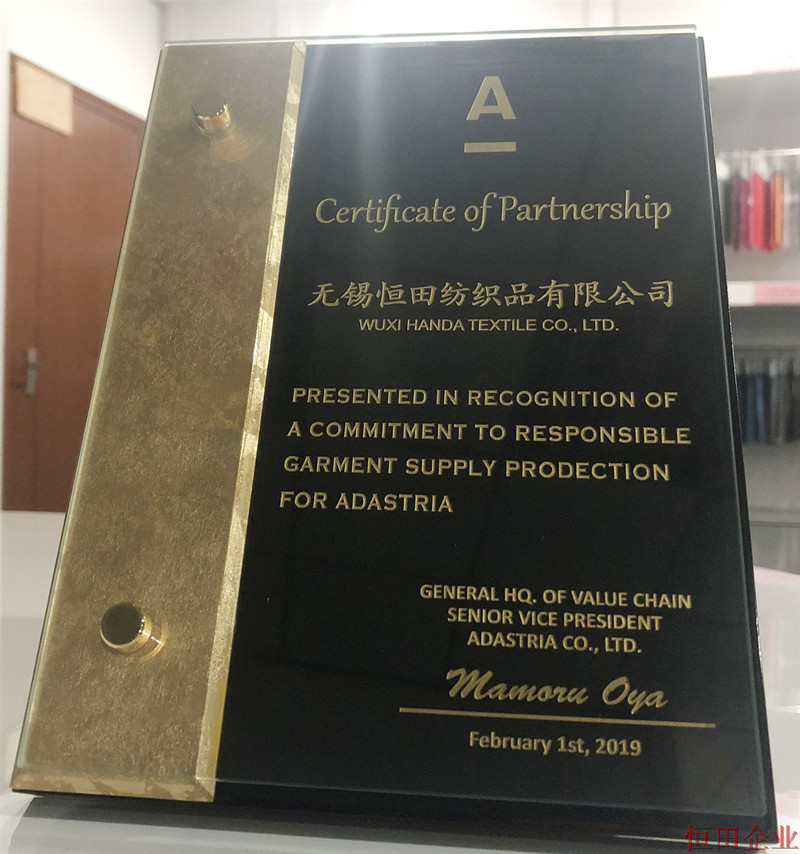 A
Certificate of Partnership
无锡恒田纺织品有限公司
WUXI HANDA TEXTILE CO., LTD.
PRESENTED IN RECOGNITION OF
A COMMITMENT TO RESPONSIBLE
GARMENT SUPPLY PRODECTION
FOR ADASTRIA
GENERAL HQ. OF VALUE CHAIN
SENIOR VICE PRESIDENT
ADASTRIA CO., LTD.
Mamoru Oya
February 1st, 2019
恒田企业